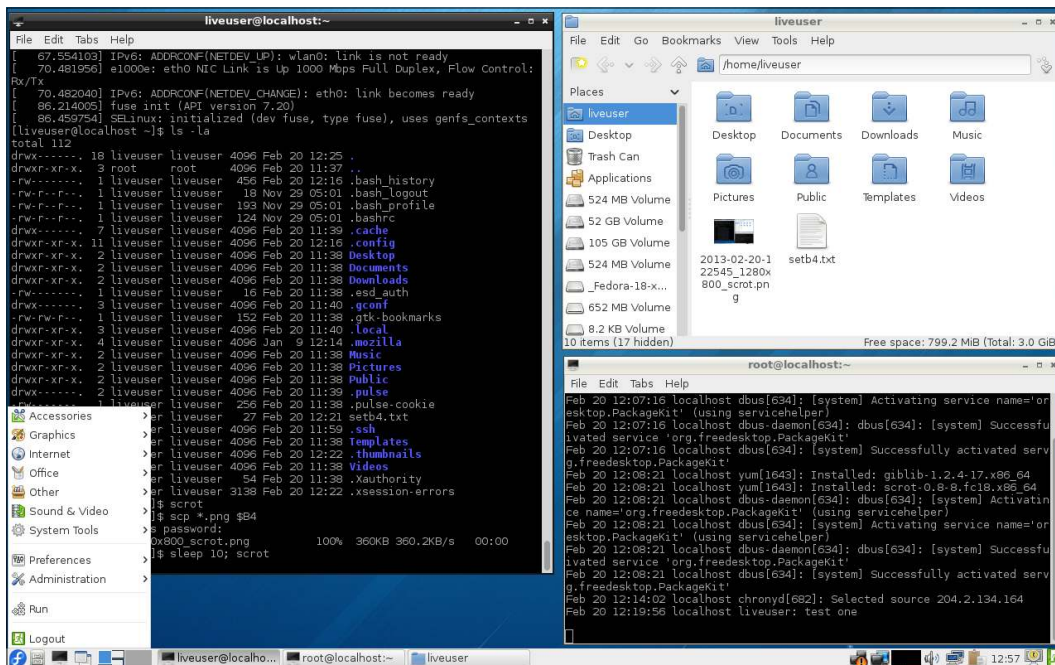 liveuser@localhost:~
File Edit Tabs Help
[   67.554103] IPv6: ADDRCONF(NETDEV_UP): wlan0: link is not ready
[   70.481956] e1000e: eth0 NIC Link is Up 1000 Mbps Full Duplex, Flow Control:
Rx/Tx
[   70.482040] IPv6: ADDRCONF(NETDEV_CHANGE): eth0: link becomes ready
[   86.214005] fuse init (API version 7.20)
[   86.459754] SELinux: initialized (dev fuse, type fuse), uses genfs_contexts
[liveuser@localhost ~]$ ls -la
total 112
drwx------. 18 liveuser liveuser 4096 Feb 20 12:25 .
drwxr-xr-x.  3 root     root     4096 Feb 20 11:37 ..
-rw-------.  1 liveuser liveuser  456 Feb 20 12:16 .bash_history
-rw-r--r--.  1 liveuser liveuser   18 Nov 29 05:01 .bash_logout
-rw-r--r--.  1 liveuser liveuser  193 Nov 29 05:01 .bash_profile
-rw-r--r--.  1 liveuser liveuser  124 Nov 29 05:01 .bashrc
drwx------.  7 liveuser liveuser 4096 Feb 20 11:39 .cache
drwxr-xr-x. 11 liveuser liveuser 4096 Feb 20 12:16 .config
drwxr-xr-x.  2 liveuser liveuser 4096 Feb 20 11:38 Desktop
drwxr-xr-x.  2 liveuser liveuser 4096 Feb 20 11:38 Documents
drwxr-xr-x.  2 liveuser liveuser 4096 Feb 20 11:38 Downloads
-rw-------.  1 liveuser liveuser   16 Feb 20 11:38 .esd_auth
drwx------.  3 liveuser liveuser 4096 Feb 20 11:40 .gconf
-rw-rw-r--.  1 liveuser liveuser  152 Feb 20 11:38 .gtk-bookmarks
drwxr-xr-x.  3 liveuser liveuser 4096 Feb 20 11:40 .local
drwxr-xr-x.  4 liveuser liveuser 4096 Jan  9 12:14 .mozilla
drwxr-xr-x.  2 liveuser liveuser 4096 Feb 20 11:38 Music
drwxr-xr-x.  2 liveuser liveuser 4096 Feb 20 11:38 Pictures
drwxr-xr-x.  2 liveuser liveuser 4096 Feb 20 11:38 Public
drwx------.  2 liveuser liveuser 4096 Feb 20 11:39 .pulse
1 liveuser liveuser  256 Feb 20 11:38 .pulse-cookie
er liveuser   27 Feb 20 12:21 setb4.txt
er liveuser 4096 Feb 20 11:59 .ssh
er liveuser 4096 Feb 20 11:38 Templates
er liveuser 4096 Feb 20 12:22 .thumbnails
er liveuser 4096 Feb 20 11:38 Videos
er liveuser   54 Feb 20 11:38 .Xauthority
er liveuser 3138 Feb 20 12:22 .xsession-errors
]$ scrot
]$ scp *.png $B4
s password:
0x800_scrot.png          100%  360KB 360.2KB/s   00:00
]$ sleep 10; scrot
Accessories
Graphics
Internet
Office
Other
Sound & Video
System Tools
Preferences
Administration
Run
Logout
liveuser
File Edit Go Bookmarks View Tools Help
/home/liveuser
Places
liveuser
Desktop
Trash Can
Applications
524 MB Volume
52 GB Volume
105 GB Volume
524 MB Volume
_Fedora-18-x...
652 MB Volume
8.2 KB Volume
Desktop Documents Downloads Music
Pictures Public Templates Videos
2013-02-20-1
22545_1280x
800_scrot.pn
g
setb4.txt
10 items (17 hidden) Free space: 799.2 MiB (Total: 3.0 GiB
root@localhost:~
File Edit Tabs Help
Feb 20 12:07:16 localhost dbus[634]: [system] Activating service name='or
esktop.PackageKit' (using servicehelper)
Feb 20 12:07:16 localhost dbus-daemon[634]: dbus[634]: [system] Successfu
ivated service 'org.freedesktop.PackageKit'
Feb 20 12:07:16 localhost dbus[634]: [system] Successfully activated serv
g.freedesktop.PackageKit'
Feb 20 12:08:21 localhost yum[1643]: Installed: giblib-1.2.4-17.x86_64
Feb 20 12:08:21 localhost yum[1643]: Installed: scrot-0.8-8.fc18.x86_64
Feb 20 12:08:21 localhost dbus-daemon[634]: dbus[634]: [system] Activatin
ce name='org.freedesktop.PackageKit' (using servicehelper)
Feb 20 12:08:21 localhost dbus[634]: [system] Activating service name='or
esktop.PackageKit' (using servicehelper)
Feb 20 12:08:21 localhost dbus-daemon[634]: dbus[634]: [system] Successfu
ivated service 'org.freedesktop.PackageKit'
Feb 20 12:08:21 localhost dbus[634]: [system] Successfully activated serv
g.freedesktop.PackageKit'
Feb 20 12:14:02 localhost chronyd[682]: Selected source 204.2.134.164
Feb 20 12:19:56 localhost liveuser: test one
liveuser@localho... root@localhost:~ liveuser 12:57